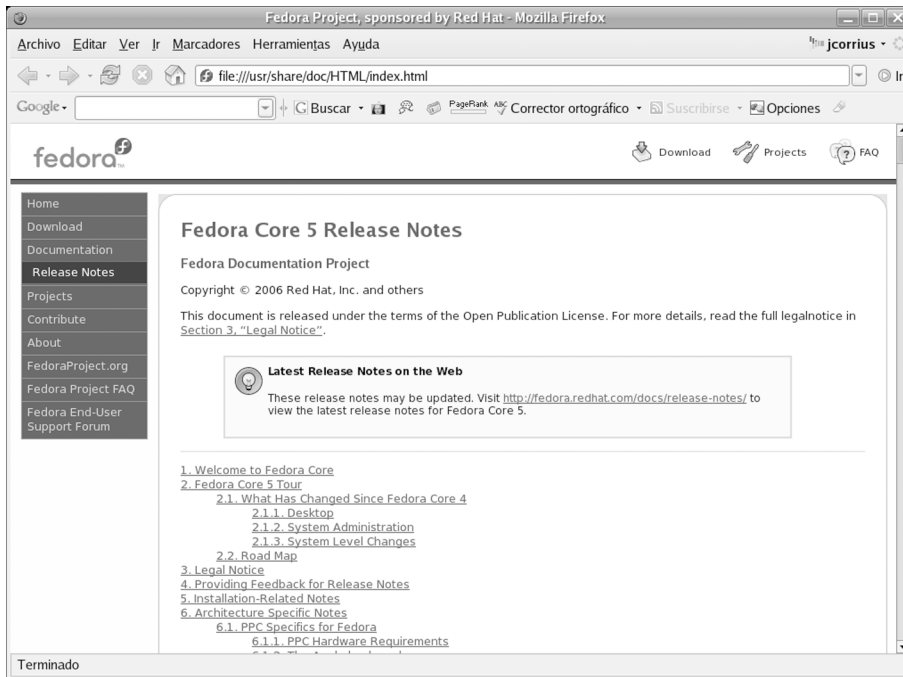 Fedora Project, sponsored by Red Hat - Mozilla Firefox
Archivo Editar Ver Ir Marcadores Herramientas Ayuda jcorrius
file:///usr/share/doc/HTML/index.html Ir
Google Buscar PageRank ABC Corrector ortográfico Suscribirse Opciones
fedora™ Download Projects FAQ
Home
Download
Documentation
Release Notes
Projects
Contribute
About
FedoraProject.org
Fedora Project FAQ
Fedora End-User
Support Forum
Fedora Core 5 Release Notes
Fedora Documentation Project
Copyright © 2006 Red Hat, Inc. and others
This document is released under the terms of the Open Publication License. For more details, read the full legalnotice in
Section 3, “Legal Notice”.
Latest Release Notes on the Web
These release notes may be updated. Visit http://fedora.redhat.com/docs/release-notes/ to
view the latest release notes for Fedora Core 5.
1. Welcome to Fedora Core
2. Fedora Core 5 Tour
2.1. What Has Changed Since Fedora Core 4
2.1.1. Desktop
2.1.2. System Administration
2.1.3. System Level Changes
2.2. Road Map
3. Legal Notice
4. Providing Feedback for Release Notes
5. Installation-Related Notes
6. Architecture Specific Notes
6.1. PPC Specifics for Fedora
6.1.1. PPC Hardware Requirements
Terminado